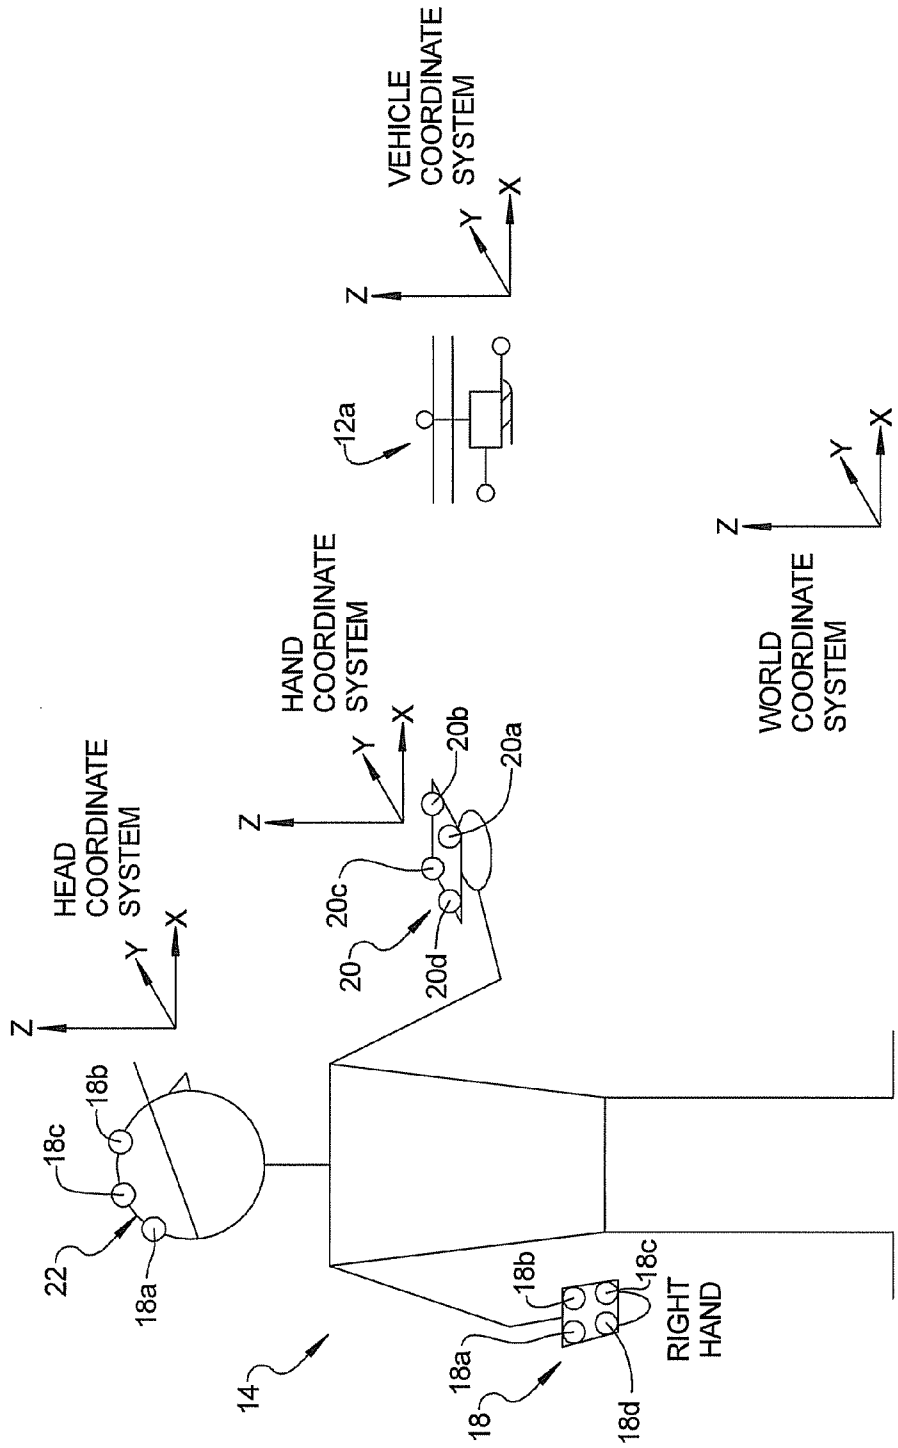 HEAD
COORDINATE
SYSTEM
Z
Y
X
22
18a
18c
18b
HAND
COORDINATE
SYSTEM
Z
Y
X
20
20c
20d
20b
20a
VEHICLE
COORDINATE
SYSTEM
Z
Y
X
12a
14
18
18a
18b
18c
18d
RIGHT
HAND
WORLD
COORDINATE
SYSTEM
Z
Y
X